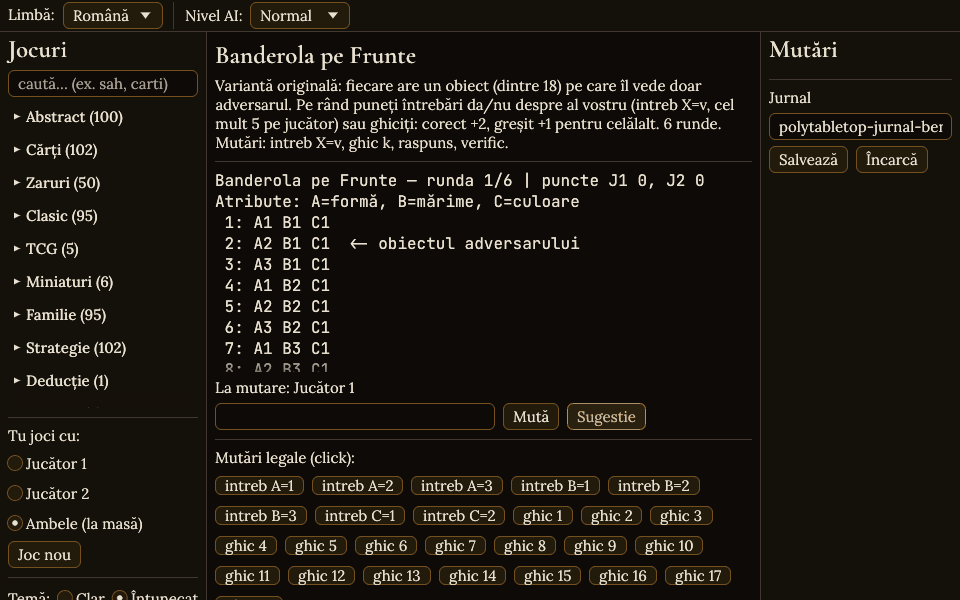 Limbă: Română ▼ Nivel AI: Normal ▼
Jocuri
caută... (ex. sah, carti)
▸ Abstract (100)
▸ Cărți (102)
▸ Zaruri (50)
▸ Clasic (95)
▸ TCG (5)
▸ Miniaturi (6)
▸ Familie (95)
▸ Strategie (102)
▸ Deducție (1)
Tu joci cu:
Jucător 1
Jucător 2
Ambele (la masă)
Joc nou
Temă: Clar Întunecat
Banderola pe Frunte
Variantă originală: fiecare are un obiect (dintre 18) pe care îl vede doar
adversarul. Pe rând puneți întrebări da/nu despre al vostru (intreb X=v, cel
mult 5 pe jucător) sau ghiciți: corect +2, greșit +1 pentru celălalt. 6 runde.
Mutări: intreb X=v, ghic k, raspuns, verific.
Banderola pe Frunte — runda 1/6 | puncte J1 0, J2 0
Atribute: A=formă, B=mărime, C=culoare
1: A1 B1 C1
2: A2 B1 C1 <— obiectul adversarului
3: A3 B1 C1
4: A1 B2 C1
5: A2 B2 C1
6: A3 B2 C1
7: A1 B3 C1
8: A2 B3 C1
La mutare: Jucător 1
Mută Sugestie
Mutări legale (click):
intreb A=1 intreb A=2 intreb A=3 intreb B=1 intreb B=2
intreb B=3 intreb C=1 intreb C=2 ghic 1 ghic 2 ghic 3
ghic 4 ghic 5 ghic 6 ghic 7 ghic 8 ghic 9 ghic 10
ghic 11 ghic 12 ghic 13 ghic 14 ghic 15 ghic 16 ghic 17
Mutări
Jurnal
polytabletop-jurnal-ber
Salvează Încarcă